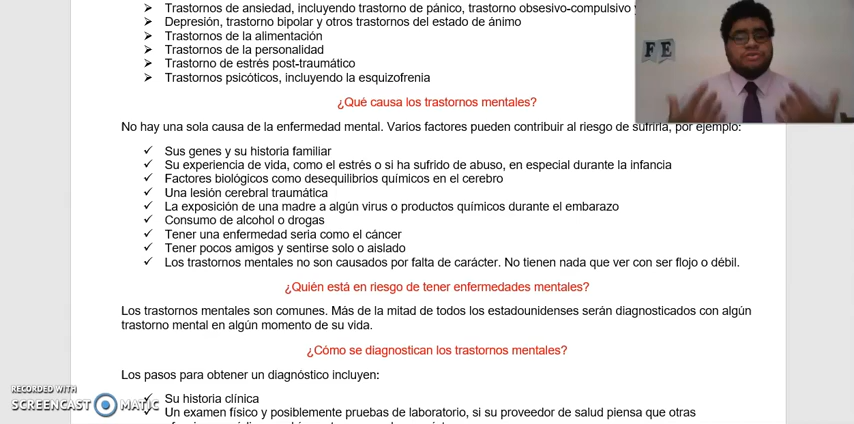 Trastornos de ansiedad, incluyendo trastorno de pánico, trastorno obsesivo-compulsivo y
Depresión, trastorno bipolar y otros trastornos del estado de ánimo
Trastornos de la alimentación
Trastornos de la personalidad
Trastorno de estrés post-traumático
Trastornos psicóticos, incluyendo la esquizofrenia
FE
¿Qué causa los trastornos mentales?
No hay una sola causa de la enfermedad mental. Varios factores pueden contribuir al riesgo de sufrirla, por ejemplo:
Sus genes y su historia familiar
Su experiencia de vida, como el estrés o si ha sufrido de abuso, en especial durante la infancia
Factores biológicos como desequilibrios químicos en el cerebro
Una lesión cerebral traumática
La exposición de una madre a algún virus o productos químicos durante el embarazo
Consumo de alcohol o drogas
Tener una enfermedad seria como el cáncer
Tener pocos amigos y sentirse solo o aislado
Los trastornos mentales no son causados por falta de carácter. No tienen nada que ver con ser flojo o débil.
¿Quién está en riesgo de tener enfermedades mentales?
Los trastornos mentales son comunes. Más de la mitad de todos los estadounidenses serán diagnosticados con algún
trastorno mental en algún momento de su vida.
¿Cómo se diagnostican los trastornos mentales?
Los pasos para obtener un diagnóstico incluyen:
Su historia clínica
Un examen físico y posiblemente pruebas de laboratorio, si su proveedor de salud piensa que otras
RECORDED WITH
SCREENCAST MATIC